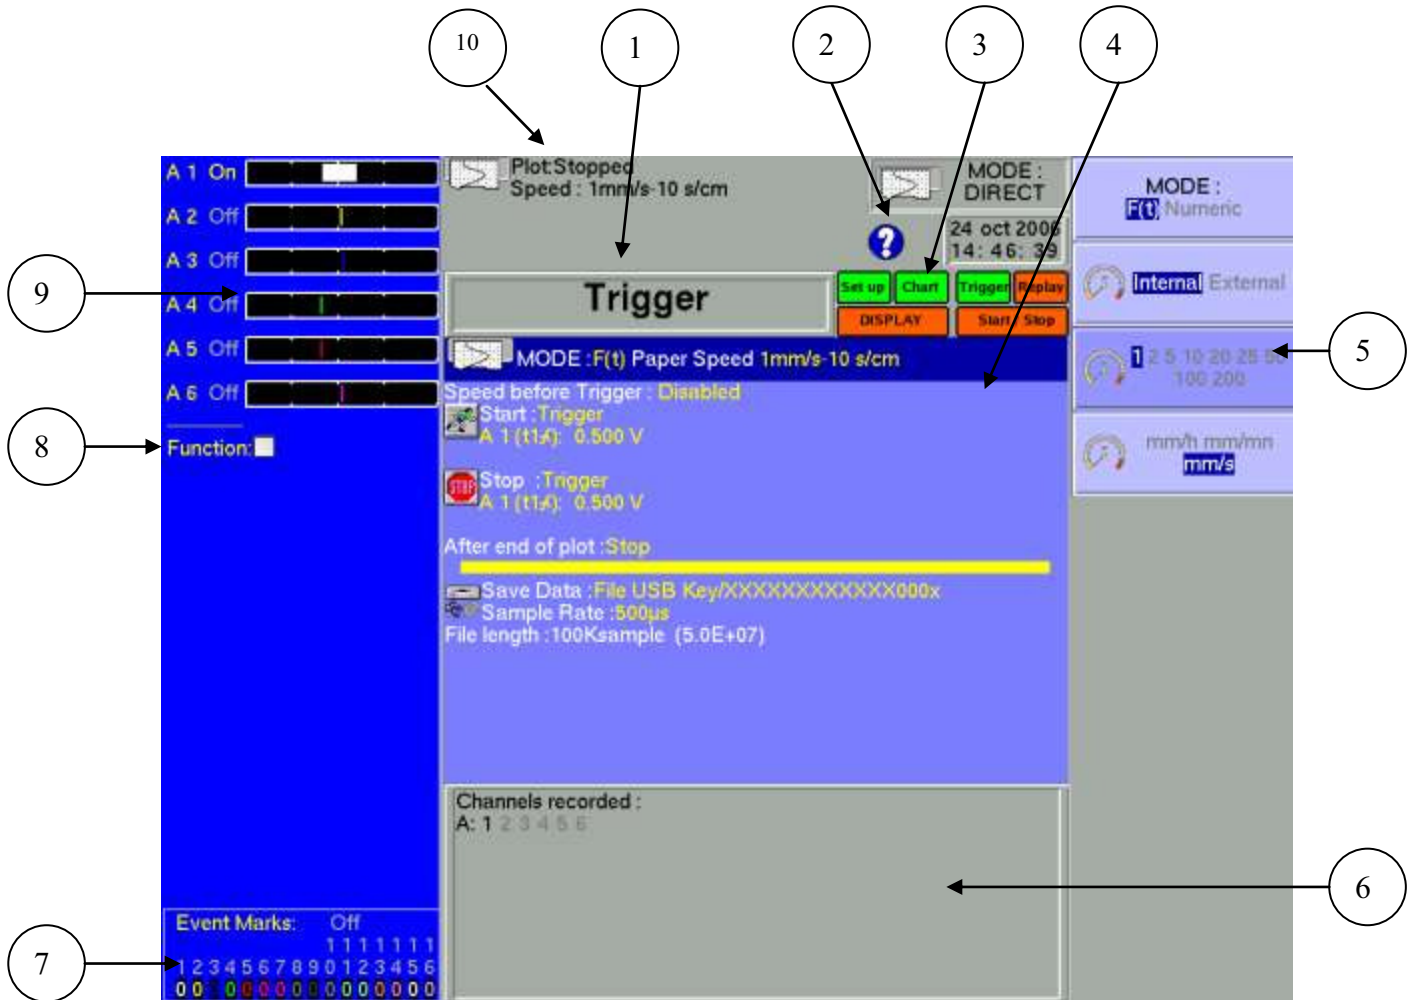 10
1
2
3
4
A 1 On
A 2 Off
A 3 Off
A 4 Off
A 5 Off
A 6 Off
Function:
9
8
7
Plot:Stopped
Speed : 1mm/s-10 s/cm
MODE :
DIRECT
?
24 oct 2006
14: 46: 39
Trigger
Set up
Chart
Trigger
Replay
DISPLAY
Start / Stop
MODE :F(t) Paper Speed 1mm/s-10 s/cm
Speed before Trigger : Disabled
Start :Trigger
A 1 (t1): 0.500 V
STOP
Stop :Trigger
A 1 (t1): 0.500 V
After end of plot :Stop
Save Data :File USB Key/XXXXXXXXXXXXX000x
Sample Rate :500µs
File length :100Ksample (5.0E+07)
Channels recorded :
A: 1 2 3 4 5 6
MODE :
F(t) Numeric
Internal External
1 2 5 10 20 25 50
100 200
mm/h mm/mn
mm/s
5
6
Event Marks: Off
1 1 1 1 1 1 1
1 2 3 4 5 6 7 8 9 0 1 2 3 4 5 6
0 0 0 0 0 0 0 0 0 0 0 0 0 0 0